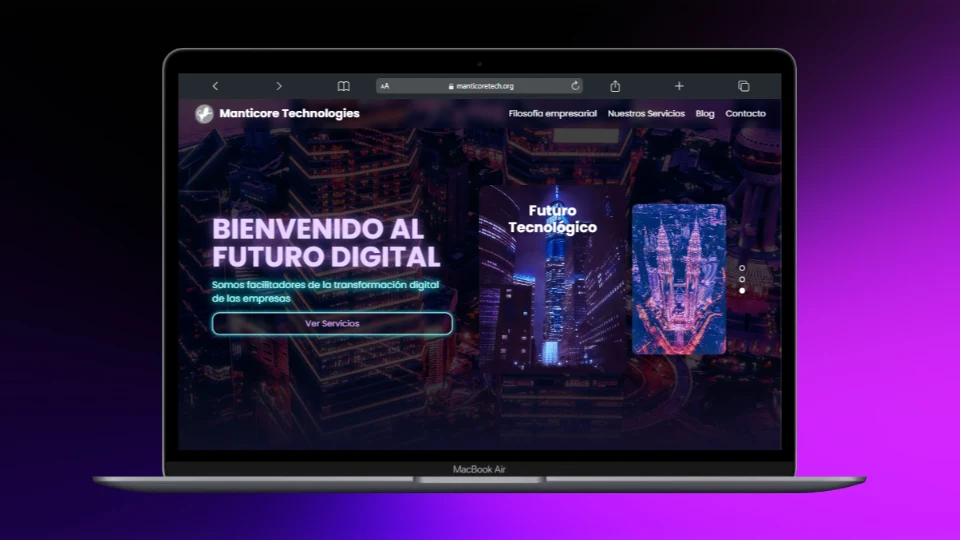 AA
manticoretech.org
Manticore Technologies
Filosofía empresarial
Nuestros Servicios
Blog
Contacto
BIENVENIDO AL
FUTURO DIGITAL
Somos facilitadores de la transformación digital
de las empresas
Ver Servicios
Futuro
Tecnológico
MacBook Air